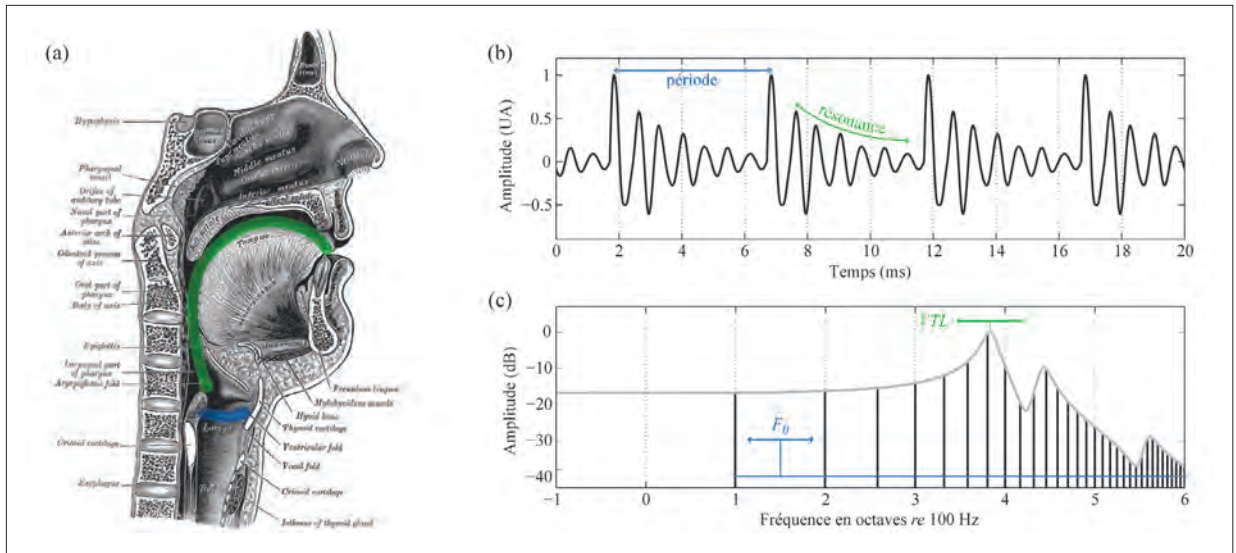 (a)
Hypophysis
Pharyngeal
tonsil
Orifice of
auditory tube
Nasal part of
pharynx
Anterior arch of
atlas
Odontoid process
of axis
Oral part of
pharynx
Body of axis
Epiglottis
Laryngeal part
of pharynx
Aryepiglottic fold
Cricoid cartilage
Esophagus
Middle meatus
Inferior meatus
Tongue
Larynx
Frenulum linguæ
Mylohyoideus muscle
Hyoid bone
Thyroid cartilage
Ventricular fold
Vocal fold
Cricoid cartilage
Isthmus of thyroid gland
(b)
période
résonance
Amplitude (UA)
1
0.5
0
−0.5
0 2 4 6 8 10 12 14 16 18 20
Temps (ms)
(c)
VTL
F0
Amplitude (dB)
0
−10
−20
−30
−40
−1 0 1 2 3 4 5 6
Fréquence en octaves re 100 Hz